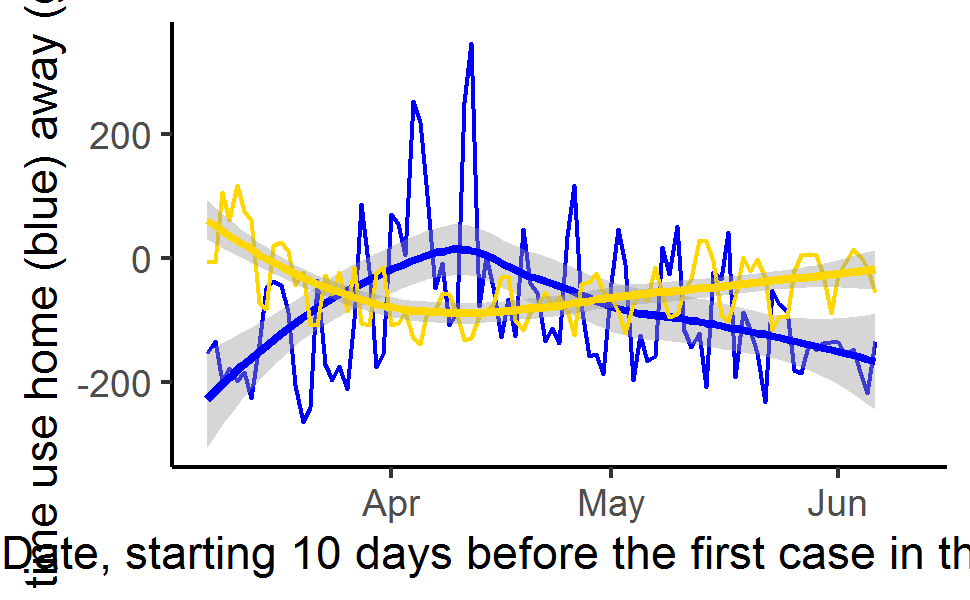 time use home (blue) away (
200
0
-200
Apr May Jun
Date, starting 10 days before the first case in th